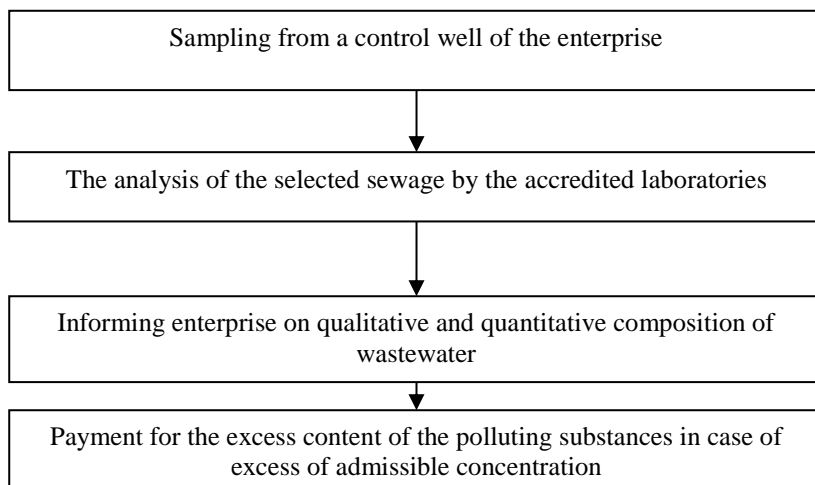 Sampling from a control well of the enterprise
The analysis of the selected sewage by the accredited laboratories
Informing enterprise on qualitative and quantitative composition of
wastewater
Payment for the excess content of the polluting substances in case of
excess of admissible concentration